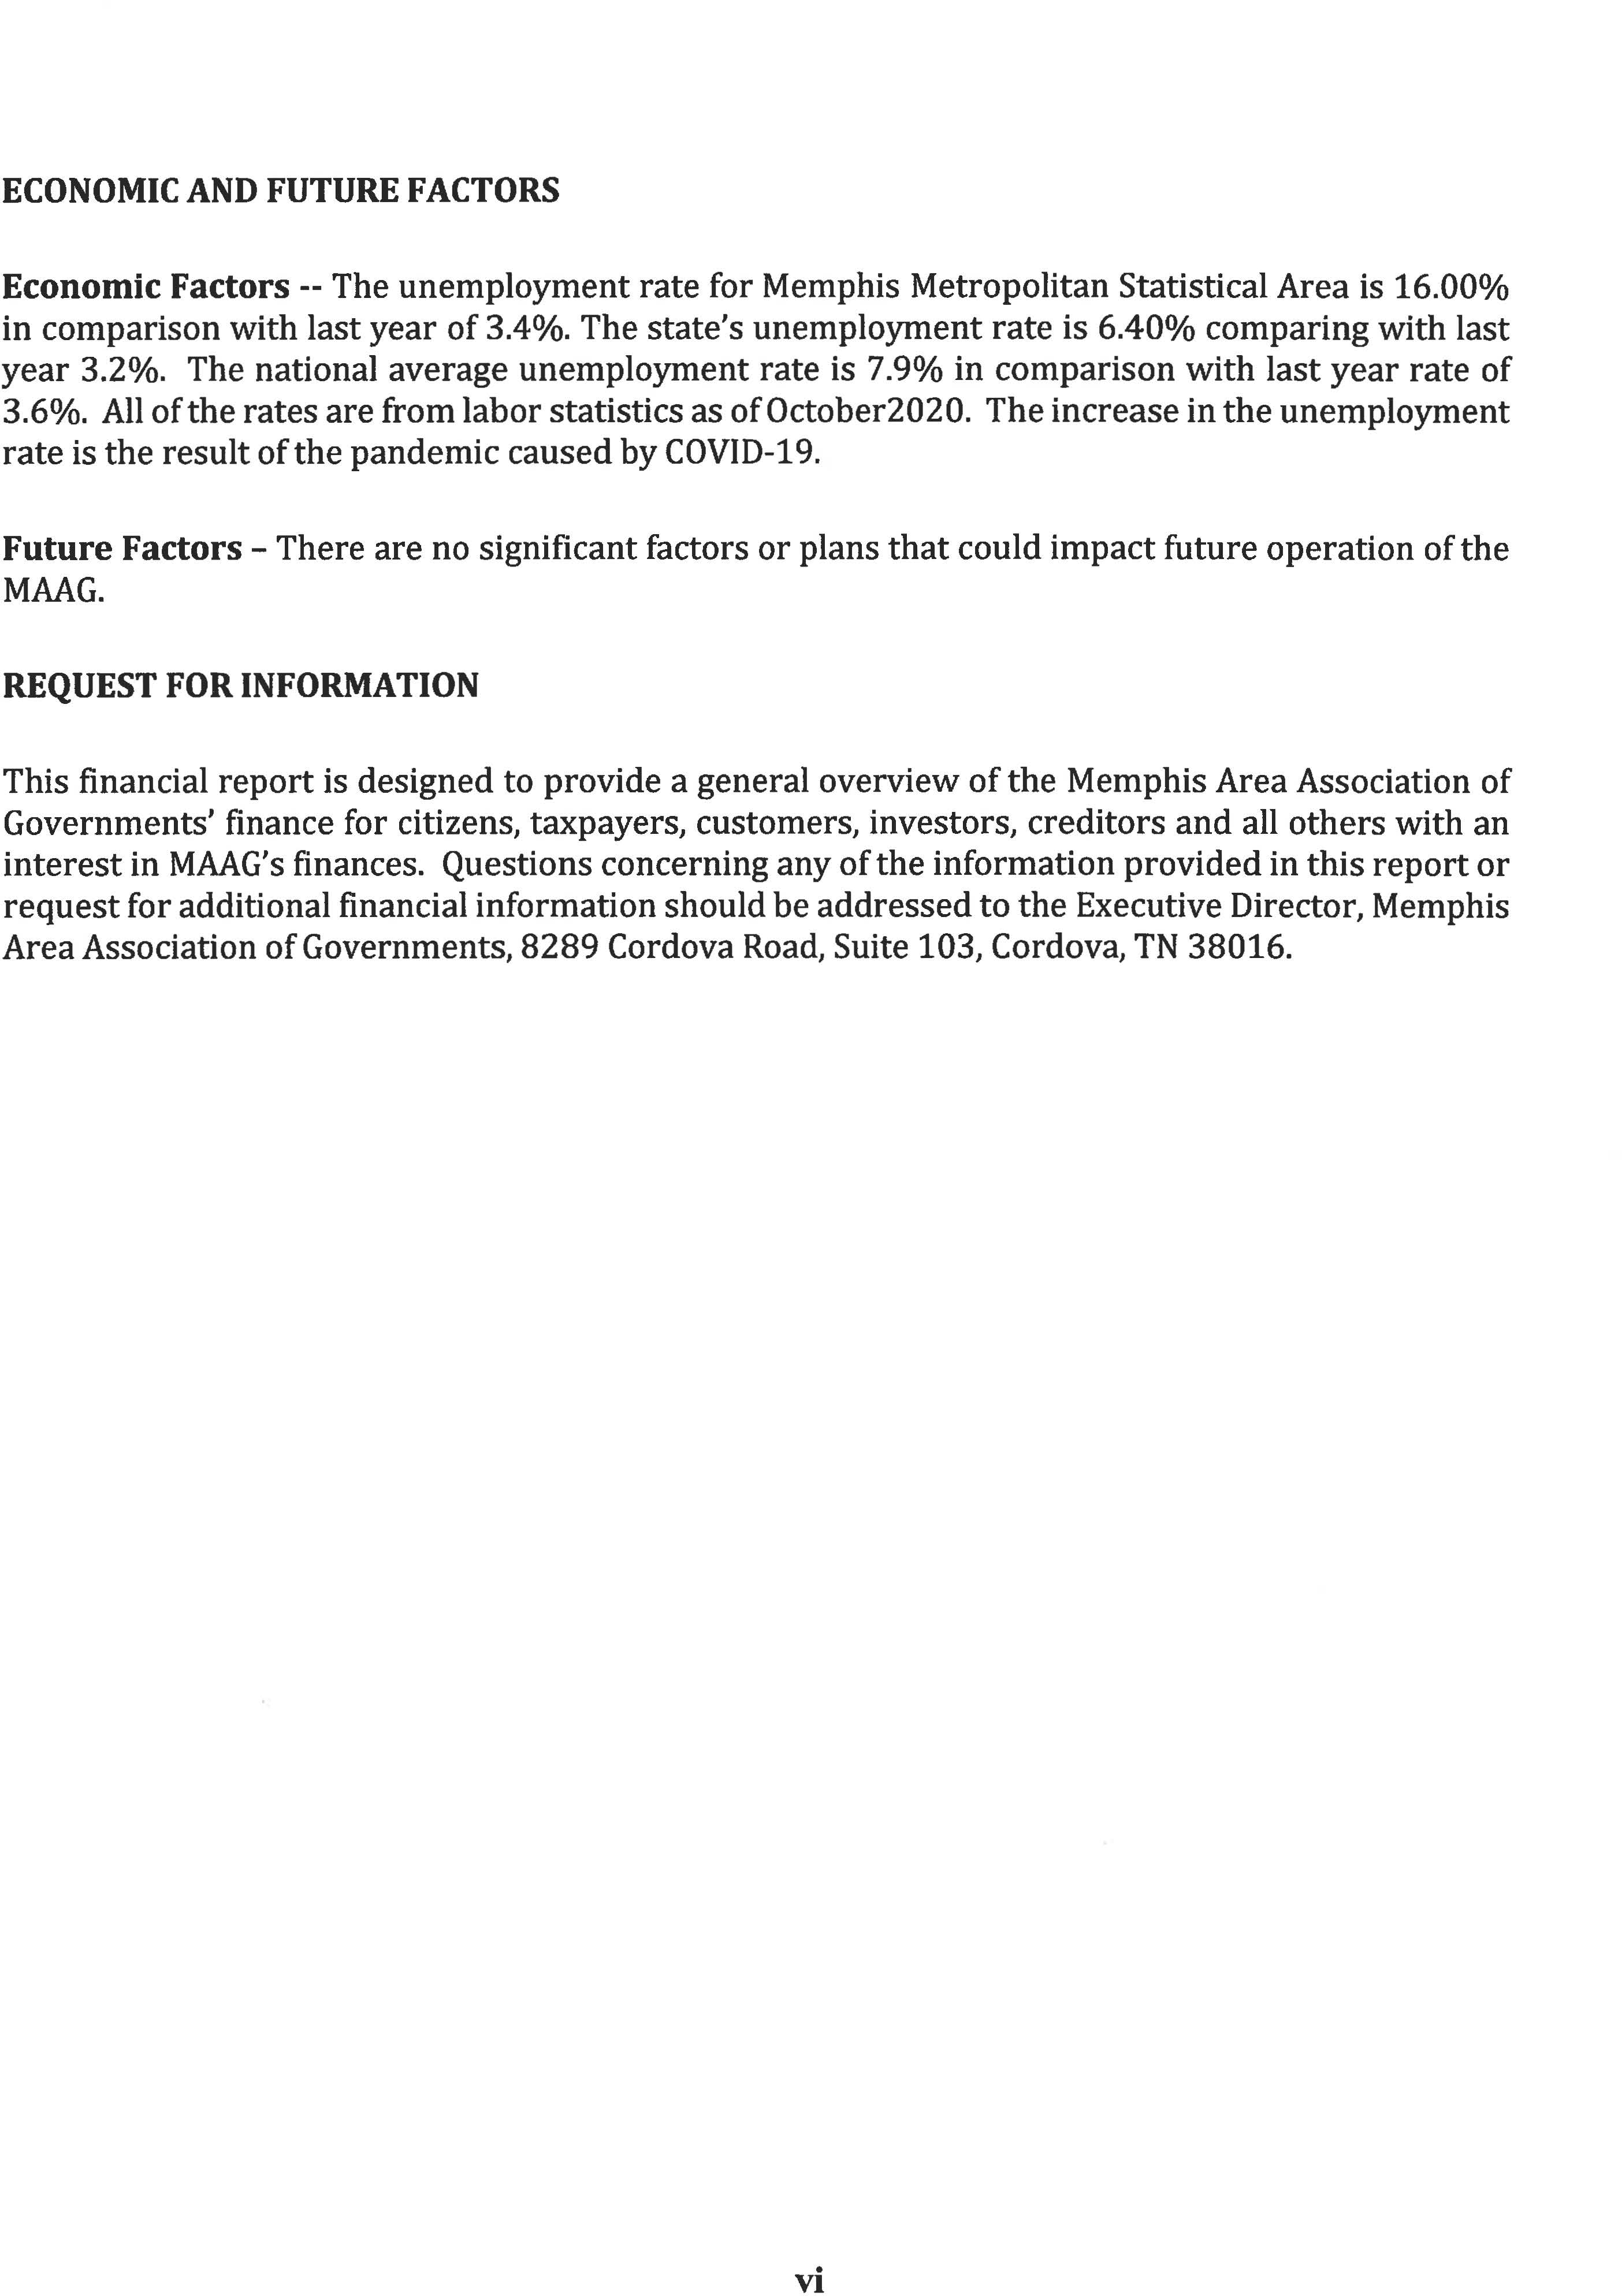 ECONOMIC AND FUTURE FACTORS
Economic Factors -- The unemployment rate for Memphis Metropolitan Statistical Area is 16.00%
in comparison with last year of 3.4%. The state's unemployment rate is 6.40% comparing with last
year 3.2%. The national average unemployment rate is 7.9% in comparison with last year rate of
3.6%. All of the rates are from labor statistics as of October2020. The increase in the unemployment
rate is the result of the pandemic caused by COVID-19.
Future Factors – There are no significant factors or plans that could impact future operation of the
MAAG.
REQUEST FOR INFORMATION
This financial report is designed to provide a general overview of the Memphis Area Association of
Governments' finance for citizens, taxpayers, customers, investors, creditors and all others with an
interest in MAAG's finances. Questions concerning any of the information provided in this report or
request for additional financial information should be addressed to the Executive Director, Memphis
Area Association of Governments, 8289 Cordova Road, Suite 103, Cordova, TN 38016.
vi